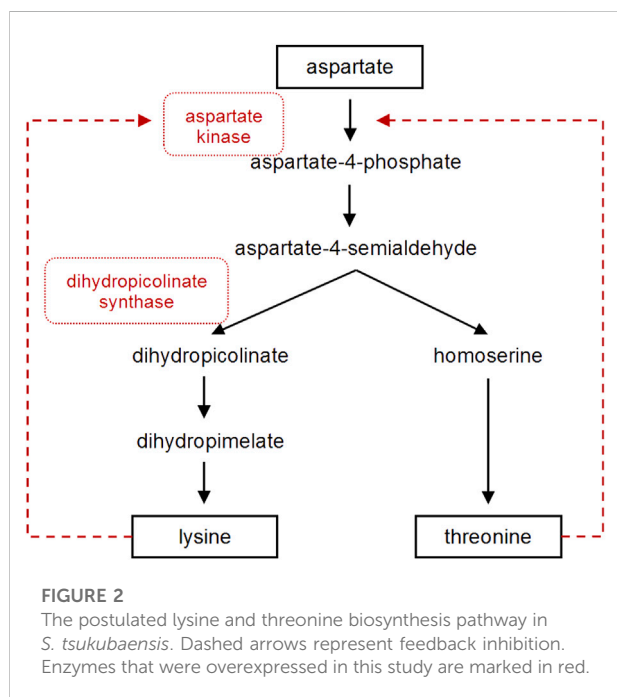 aspartate
aspartate
kinase
aspartate-4-phosphate
aspartate-4-semialdehyde
dihydropicolinate
synthase
dihydropicolinate
homoserine
dihydropimelate
lysine
threonine
FIGURE 2
The postulated lysine and threonine biosynthesis pathway in
S. tsukubaensis. Dashed arrows represent feedback inhibition.
Enzymes that were overexpressed in this study are marked in red.